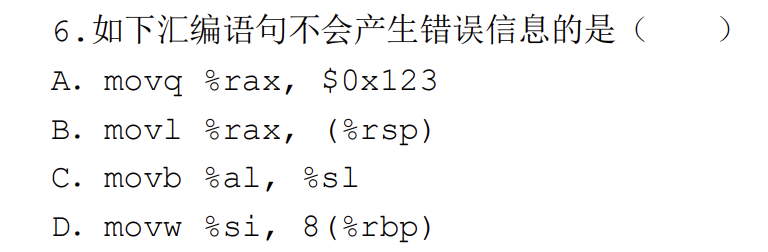 6.如下汇编语句不会产生错误信息的是（　　）
A. movq %rax, $0x123
B. movl %rax, (%rsp)
C. movb %al, %sl
D. movw %si, 8(%rbp)